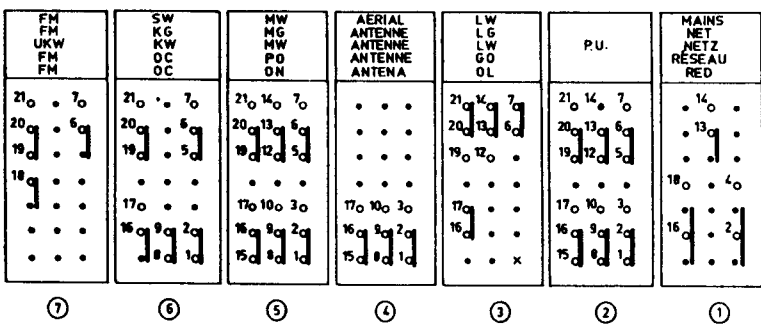 FM
FM
UKW
FM
FM
SW
KG
KW
OC
OC
MW
MG
MW
PO
ON
AERIAL
ANTENNE
ANTENNE
ANTENNE
ANTENA
LW
LG
LW
GO
OL
P.U.
MAINS
NET
NETZ
RÉSEAU
RED
21 7
20 6
19
18
21 7
20 6
19 5
17
16 9 2
8 1
21 14 7
20 13 6
19 12 5
17 10 3
16 9 2
15 8 1
17 10 3
16 9 2
15 8 1
21 14 7
20 13 6
19 12
17
16
x
21 14 7
20 13 6
19 12 5
17 10 3
16 9 2
15 8 1
14
13
18 4
16 2
7 6 5 4 3 2 1